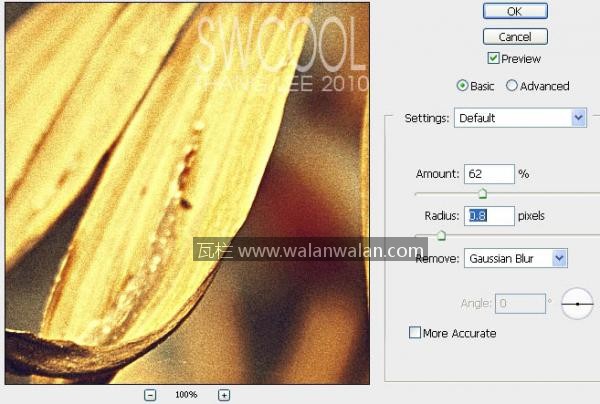 SWCOOL
2010
OK
Cancel
Preview
Basic Advanced
Settings: Default
Amount: 62 %
Radius: 0.8 pixels
瓦栏 www.walanwalan.com
Remove: Gaussian Blur
Angle: 0 °
More Accurate
100%